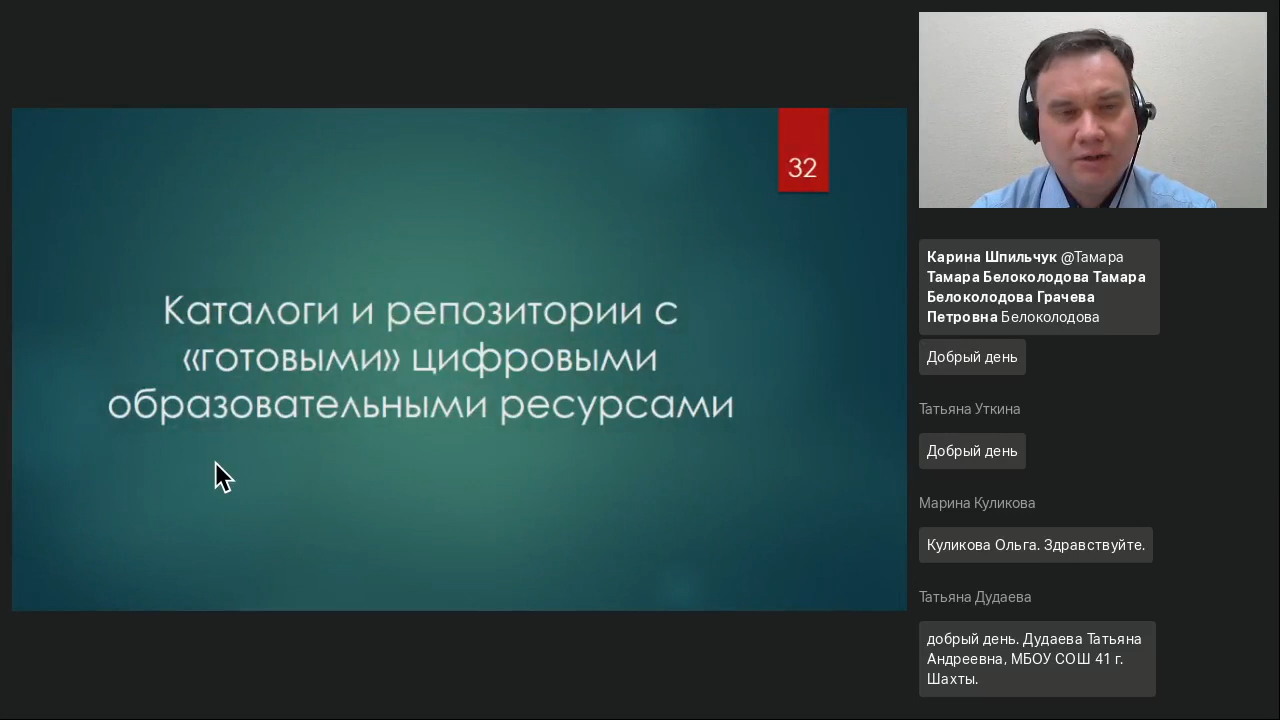 32
Каталоги и репозитории с
«готовыми» цифровыми
образовательными ресурсами
Карина Шпильчук @Тамара
Тамара Белоколодова Тамара
Белоколодова Грачева
Петровна Белоколодова
Добрый день
Татьяна Уткина
Добрый день
Марина Куликова
Куликова Ольга. Здравствуйте.
Татьяна Дудаева
добрый день. Дудаева Татьяна
Андреевна, МБОУ СОШ 41 г.
Шахты.